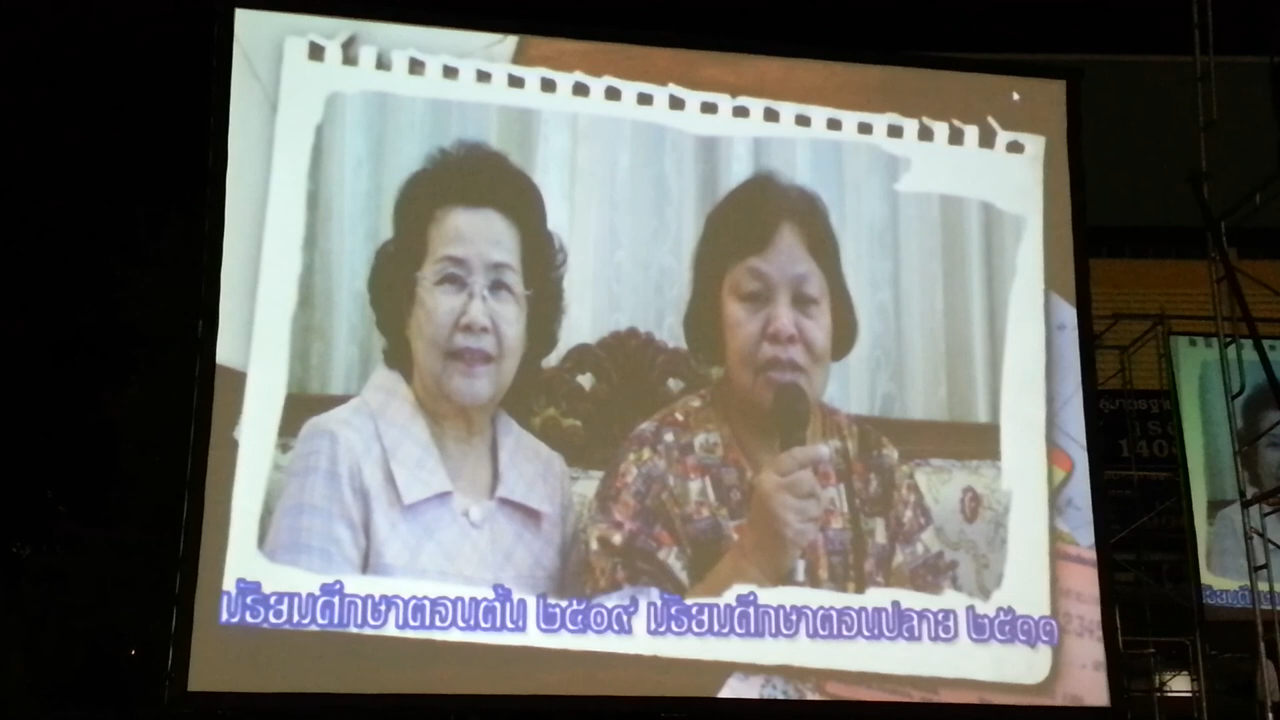 มัธยมศึกษาตอนต้น ๒๕๐๙ มัธยมศึกษาตอนปลาย ๒๕๑๑
ISO